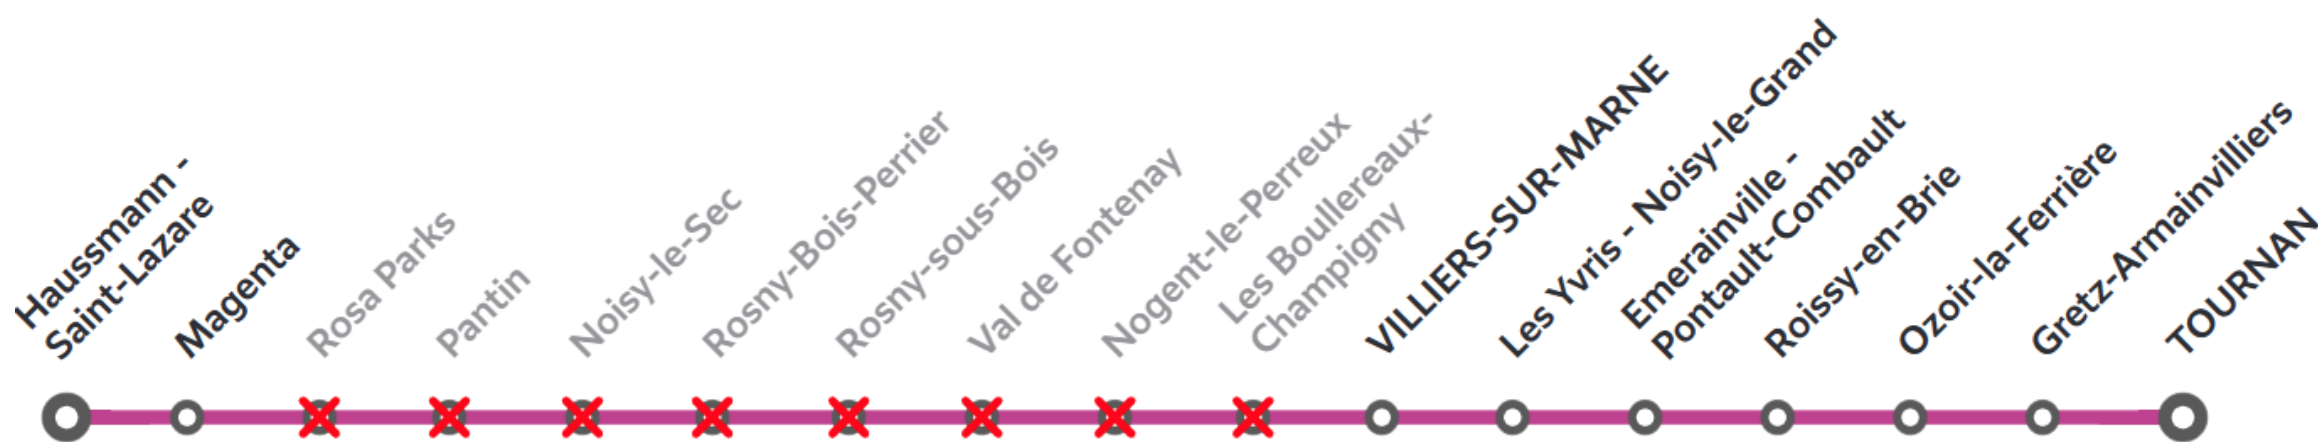 Haussmann -
Saint-Lazare
Magenta
Rosa Parks
Pantin
Noisy-le-Sec
Rosny-Bois-Perrier
Rosny-sous-Bois
Val de Fontenay
Nogent-le-Perreux
Les Boullereaux-
Champigny
VILLIERS-SUR-MARNE
Les Yvris - Noisy-le-Grand
Emerainville -
Pontault-Combault
Roissy-en-Brie
Ozoir-la-Ferrière
Gretz-Armainvilliers
TOURNAN